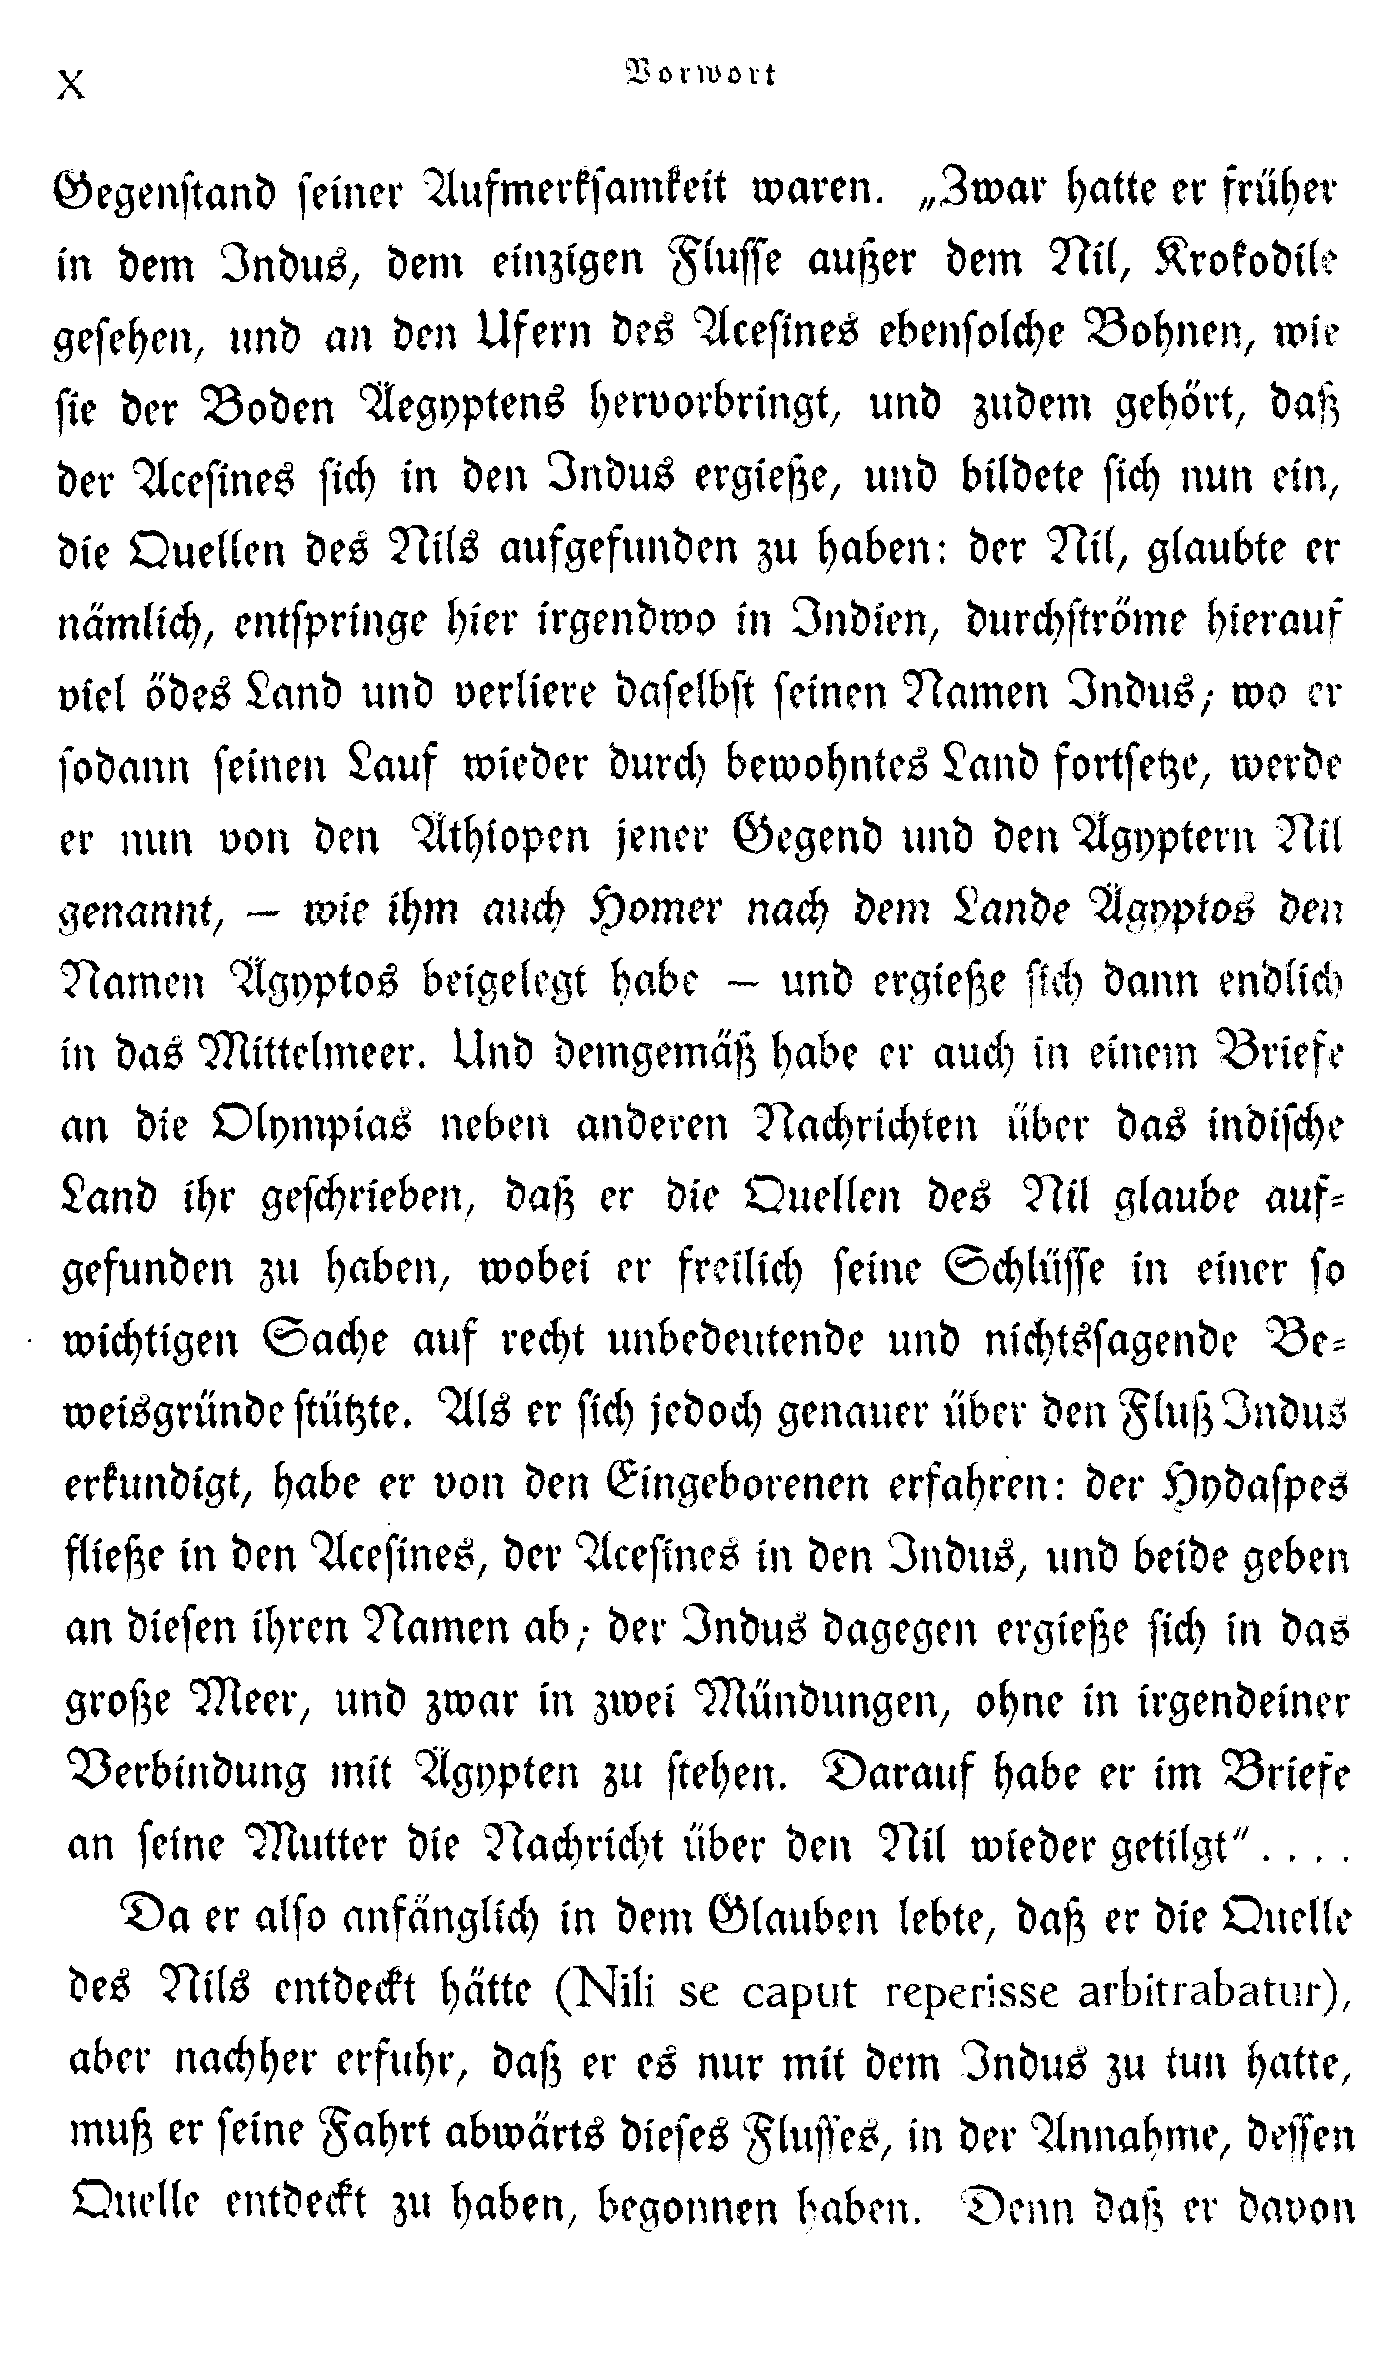 X
Vorwort
Gegenstand seiner Aufmerksamkeit waren. „Zwar hatte er früher
in dem Indus, dem einzigen Flusse außer dem Nil, Krokodile
gesehen, und an den Ufern des Acesines ebensolche Bohnen, wie
sie der Boden Äegyptens hervorbringt, und zudem gehört, daß
der Acesines sich in den Indus ergieße, und bildete sich nun ein,
die Quellen des Nils aufgefunden zu haben: der Nil, glaubte er
nämlich, entspringe hier irgendwo in Indien, durchströme hierauf
viel ödes Land und verliere daselbst seinen Namen Indus; wo er
sodann seinen Lauf wieder durch bewohntes Land fortsetze, werde
er nun von den Äthiopen jener Gegend und den Ägyptern Nil
genannt, — wie ihm auch Homer nach dem Lande Ägyptos den
Namen Ägyptos beigelegt habe — und ergieße sich dann endlich
in das Mittelmeer. Und demgemäß habe er auch in einem Briefe
an die Olympias neben anderen Nachrichten über das indische
Land ihr geschrieben, daß er die Quellen des Nil glaube auf-
gefunden zu haben, wobei er freilich seine Schlüsse in einer so
wichtigen Sache auf recht unbedeutende und nichtssagende Be-
weisgründe stützte. Als er sich jedoch genauer über den Fluß Indus
erkundigt, habe er von den Eingeborenen erfahren: der Hydaspes
fließe in den Acesines, der Acesines in den Indus, und beide geben
an diesen ihren Namen ab; der Indus dagegen ergieße sich in das
große Meer, und zwar in zwei Mündungen, ohne in irgendeiner
Verbindung mit Ägypten zu stehen. Darauf habe er im Briefe
an seine Mutter die Nachricht über den Nil wieder getilgt“ . . . .
Da er also anfänglich in dem Glauben lebte, daß er die Quelle
des Nils entdeckt hätte (Nili se caput reperisse arbitrabatur),
aber nachher erfuhr, daß er es nur mit dem Indus zu tun hatte,
muß er seine Fahrt abwärts dieses Flusses, in der Annahme, dessen
Quelle entdeckt zu haben, begonnen haben. Denn daß er davon